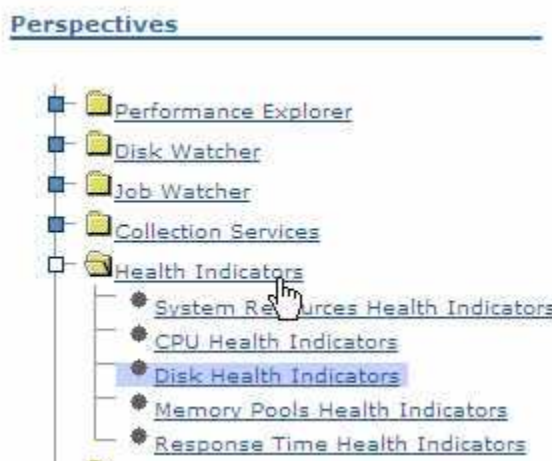 Perspectives
Performance Explorer
Disk Watcher
Job Watcher
Collection Services
Health Indicators
System Resources Health Indicators
CPU Health Indicators
Disk Health Indicators
Memory Pools Health Indicators
Response Time Health Indicators